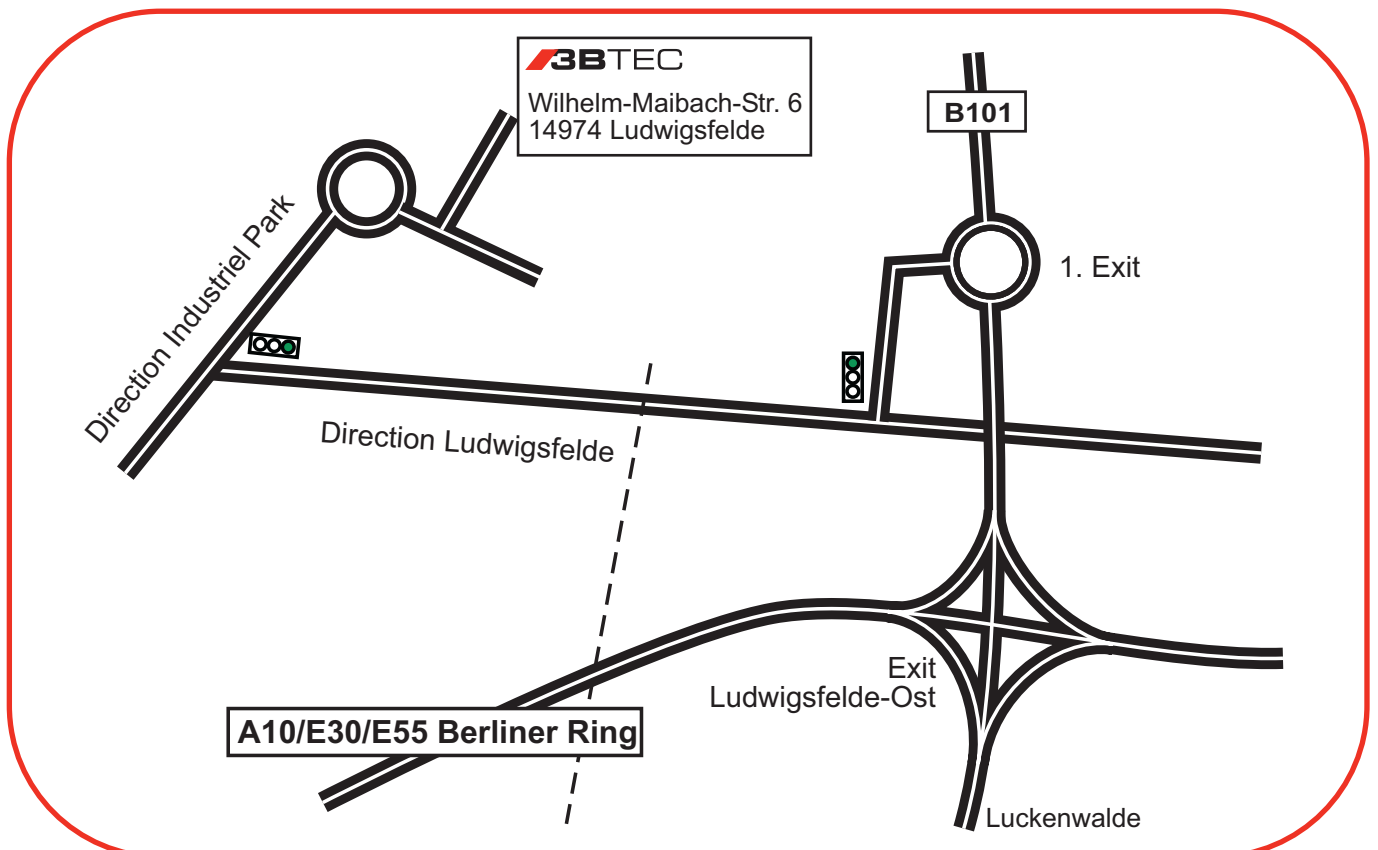 3BTEC
Wilhelm-Maibach-Str. 6
14974 Ludwigsfelde
B101
Direction Industriel Park
1. Exit
Direction Ludwigsfelde
Exit
Ludwigsfelde-Ost
A10/E30/E55 Berliner Ring
Luckenwalde